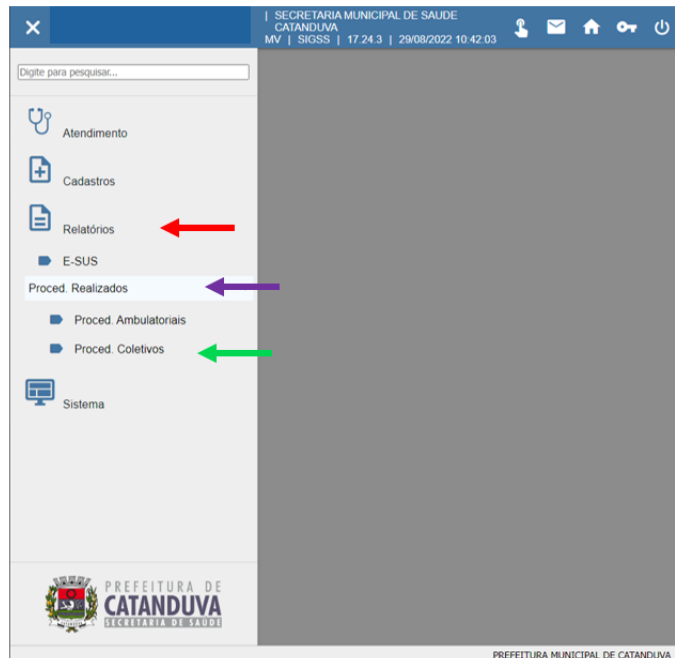 | SECRETARIA MUNICIPAL DE SAUDE
CATANDUVA
MV | SIGSS | 17.24.3 | 29/08/2022 10:42:03
Digite para pesquisar...
Atendimento
Cadastros
Relatórios
E-SUS
Proced. Realizados
Proced. Ambulatoriais
Proced. Coletivos
Sistema
PREFEITURA DE
CATANDUVA
SECRETARIA DE SAÚDE
PREFEITURA MUNICIPAL DE CATANDUVA